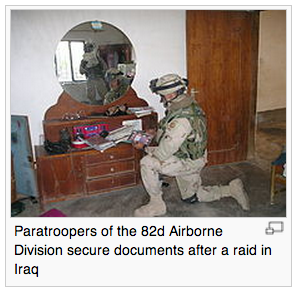 Paratroopers of the 82d Airborne
Division secure documents after a raid in
Iraq